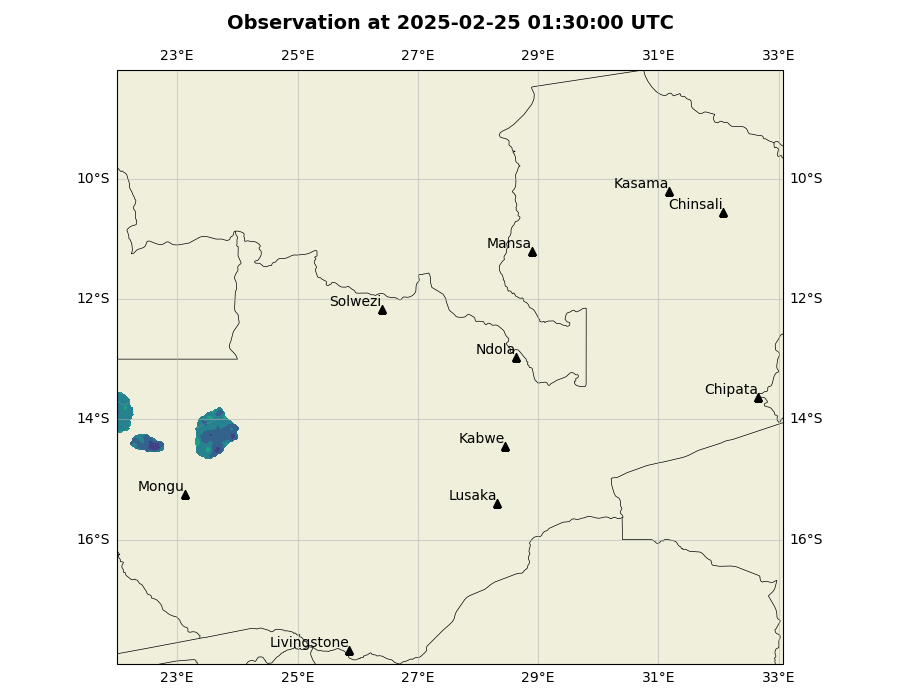 Observation at 2025-02-25 01:30:00 UTC
23°E 25°E 27°E 29°E 31°E 33°E
10°S 10°S
Kasama
Chinsali
Mansa
12°S 12°S
Solwezi
Ndola
Chipata
14°S 14°S
Kabwe
Mongu
Lusaka
16°S 16°S
Livingstone
23°E 25°E 27°E 29°E 31°E 33°E